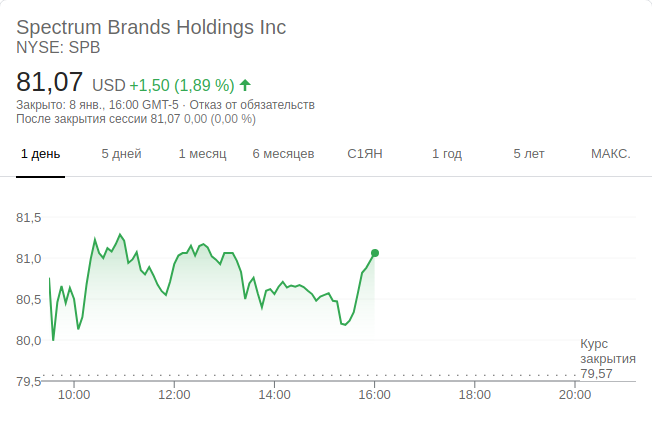 Spectrum Brands Holdings Inc
NYSE: SPB
81,07 USD +1,50 (1,89 %)
Закрыто: 8 янв., 16:00 GMT-5 · Отказ от обязательств
После закрытия сессии 81,07 0,00 (0,00 %)
1 день 5 дней 1 месяц 6 месяцев С1ЯН 1 год 5 лет МАКС.
81,5
81,0
80,5
80,0
Курс
закрытия
79,57
79,5
10:00 12:00 14:00 16:00 18:00 20:00